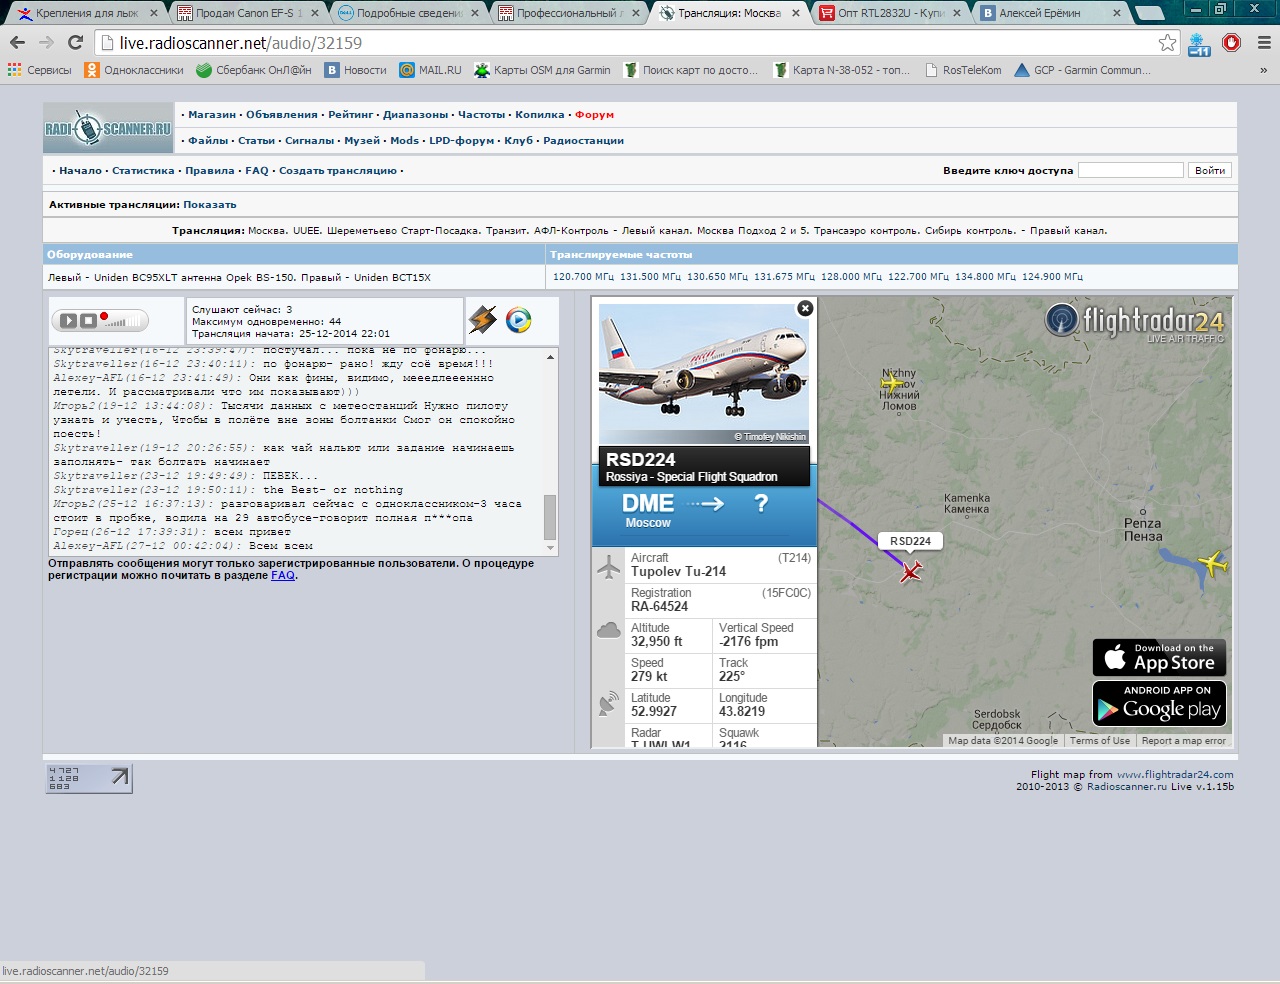 Крепления для лыж
Продам Canon EF-S 1
Подробные сведени
Профессиональный л
Трансляция: Москва
Опт RTL2832U - Купи
Алексей Ерёмин
live.radioscanner.net/audio/32159
-11
Сервисы
Одноклассники
Сбербанк ОнЛ@йн
Новости
MAIL.RU
Карты OSM для Garmin
Поиск карт по досто...
Карта N-38-052 - топ...
RosTeleKom
GCP - Garmin Commun...
»
RADIOSCANNER.RU
· Магазин · Объявления · Рейтинг · Диапазоны · Частоты · Копилка · Форум
· Файлы · Статьи · Сигналы · Музей · Mods · LPD-форум · Клуб · Радиостанции
· Начало · Статистика · Правила · FAQ · Создать трансляцию ·
Введите ключ доступа
Войти
Активные трансляции: Показать
Трансляция: Москва. UUEE. Шереметьево Старт-Посадка. Транзит. АФЛ-Контроль - Левый канал. Москва Подход 2 и 5. Трансаэро контроль. Сибирь контроль. - Правый канал.
Оборудование
Транслируемые частоты
Левый - Uniden BC95XLT антенна Opek BS-150. Правый - Uniden BCT15X
120.700 МГц 131.500 МГц 130.650 МГц 131.675 МГц 128.000 МГц 122.700 МГц 134.800 МГц 124.900 МГц
Слушают сейчас: 3
Максимум одновременно: 44
Трансляция начата: 25-12-2014 22:01
Skytraveller(16-12 23:39:47): постучал... пока не по фонарю...
Skytraveller(16-12 23:40:11): по фонарю- рано! жду соё время!!!
Alexey-AFL(16-12 23:41:49): Они как фины, видимо, мееедлееенно
летели. И рассматривали что им показывают)))
Игорь2(19-12 13:44:08): Тысячи данных с метеостанций Нужно пилоту
узнать и учесть, Чтобы в полёте вне зоны болтанки Смог он спокойно
поесть!
Skytraveller(19-12 20:26:55): как чай нальют или задание начинаешь
заполнять- так болтать начинает
Skytraveller(23-12 19:49:49): ПЕВЕК...
Skytraveller(23-12 19:50:11): the Best- or nothing
Игорь2(25-12 16:37:13): разговаривал сейчас с одноклассником-3 часа
стоит в пробке, водила на 29 автобусе-говорит полная п***опа
Горец(26-12 17:39:31): всем привет
Alexey-AFL(27-12 00:42:04): Всем всем
Отправлять сообщения могут только зарегистрированные пользователи. О процедуре
регистрации можно почитать в разделе FAQ.
РОССИЯ
© Timofey Nikishin
RSD224
Rossiya - Special Flight Squadron
DME
?
Moscow
Aircraft (T214)
Tupolev Tu-214
Registration (15FC0C)
RA-64524
Altitude
Vertical Speed
32,950 ft
-2176 fpm
Speed
Track
279 kt
225°
Latitude
Longitude
52.9927
43.8219
Radar
Squawk
T-UWLW1
2116
flightradar24
LIVE AIR TRAFFIC
Nizhny
Lomov
Нижний
Ломов
Kamenka
Каменка
Penza
Пенза
RSD224
Serdobsk
Сердобск
Download on the
App Store
ANDROID APP ON
Google play
Map data ©2014 Google
Terms of Use
Report a map error
4 727
1 128
683
Flight map from www.flightradar24.com
2010-2013 © Radioscanner.ru Live v.1.15b
live.radioscanner.net/audio/32159